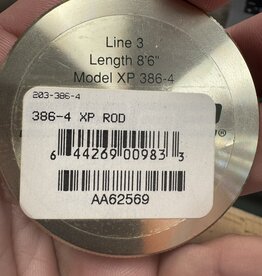 Line 3
Length 8'6"
Model XP 386-4
203-386-4
386-4 XP ROD
6 44269 00983 3
AA62569